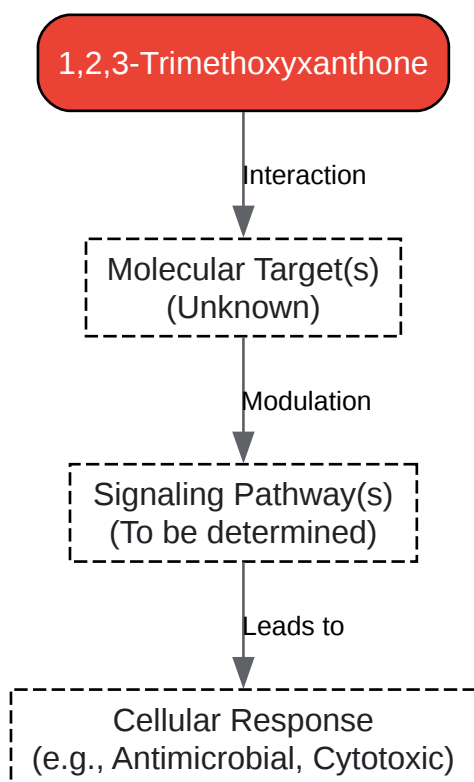 1,2,3-Trimethoxyxanthone
Interaction
Molecular Target(s)
(Unknown)
Modulation
Signaling Pathway(s)
(To be determined)
Leads to
Cellular Response
(e.g., Antimicrobial, Cytotoxic)